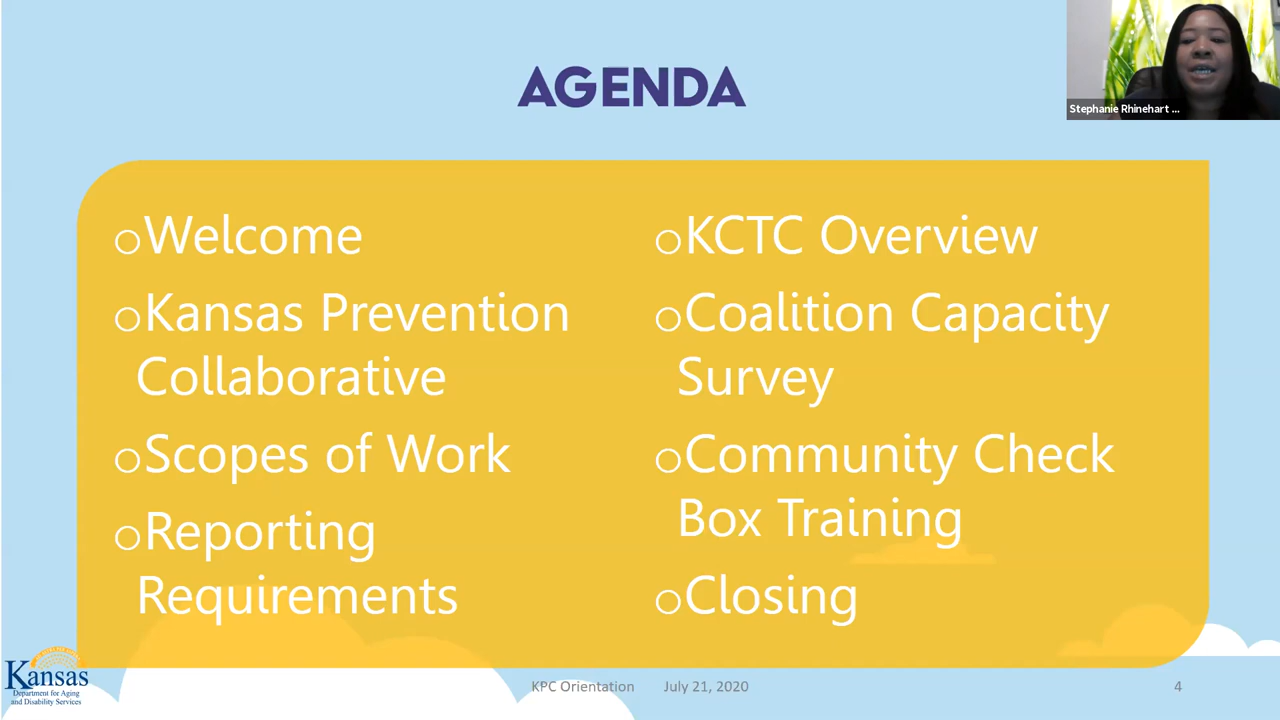 AGENDA
Stephanie Rhinehart ...
oWelcome
oKansas Prevention
Collaborative
oScopes of Work
oReporting
Requirements
oKCTC Overview
oCoalition Capacity
Survey
oCommunity Check
Box Training
oClosing
Kansas
Department for Aging
and Disability Services
KPC Orientation July 21, 2020
4